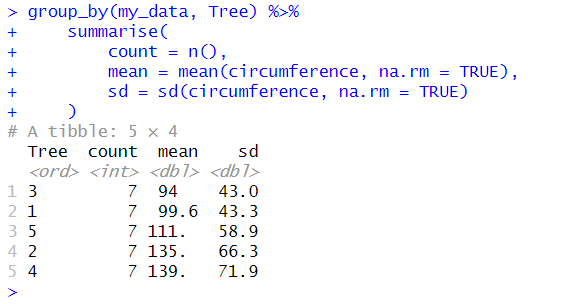 > group_by(my_data, Tree) %>%
+     summarise(
+         count = n(),
+         mean = mean(circumference, na.rm = TRUE),
+         sd = sd(circumference, na.rm = TRUE)
+     )
# A tibble: 5 × 4
  Tree  count  mean    sd
  <ord> <int> <dbl> <dbl>
1 3         7  94    43.0
2 1         7  99.6  43.3
3 5         7 111.   58.9
4 2         7 135.   66.3
5 4         7 139.   71.9
>